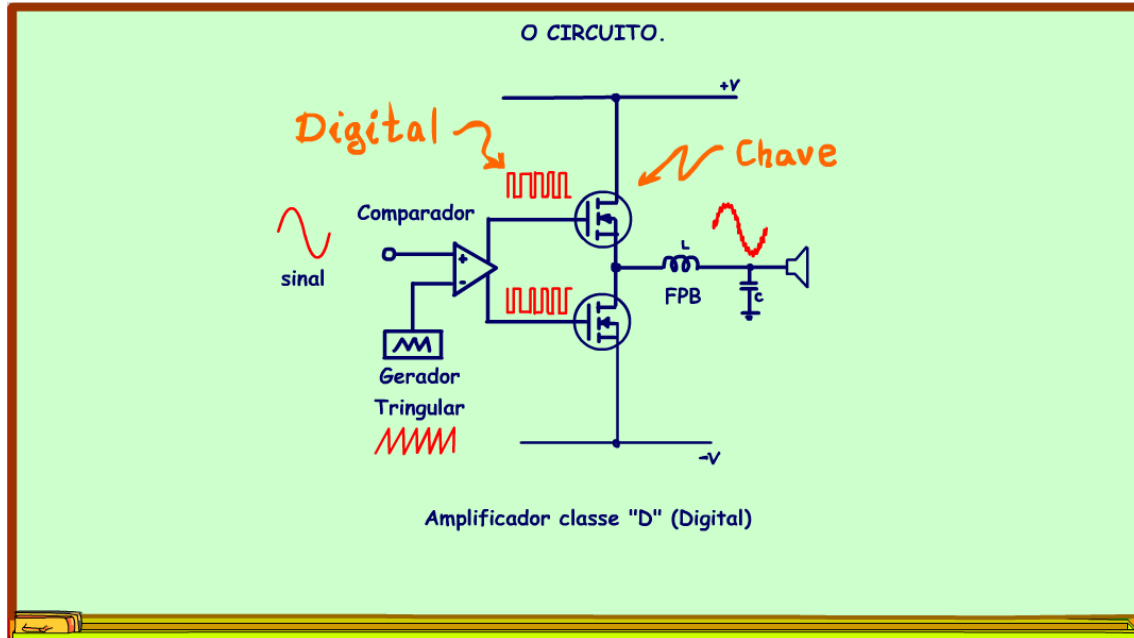 O CIRCUITO.
+V
Digital
Chave
Comparador
sinal
+
-
L
FPB
C
Gerador
Tringular
-V
Amplificador classe "D" (Digital)